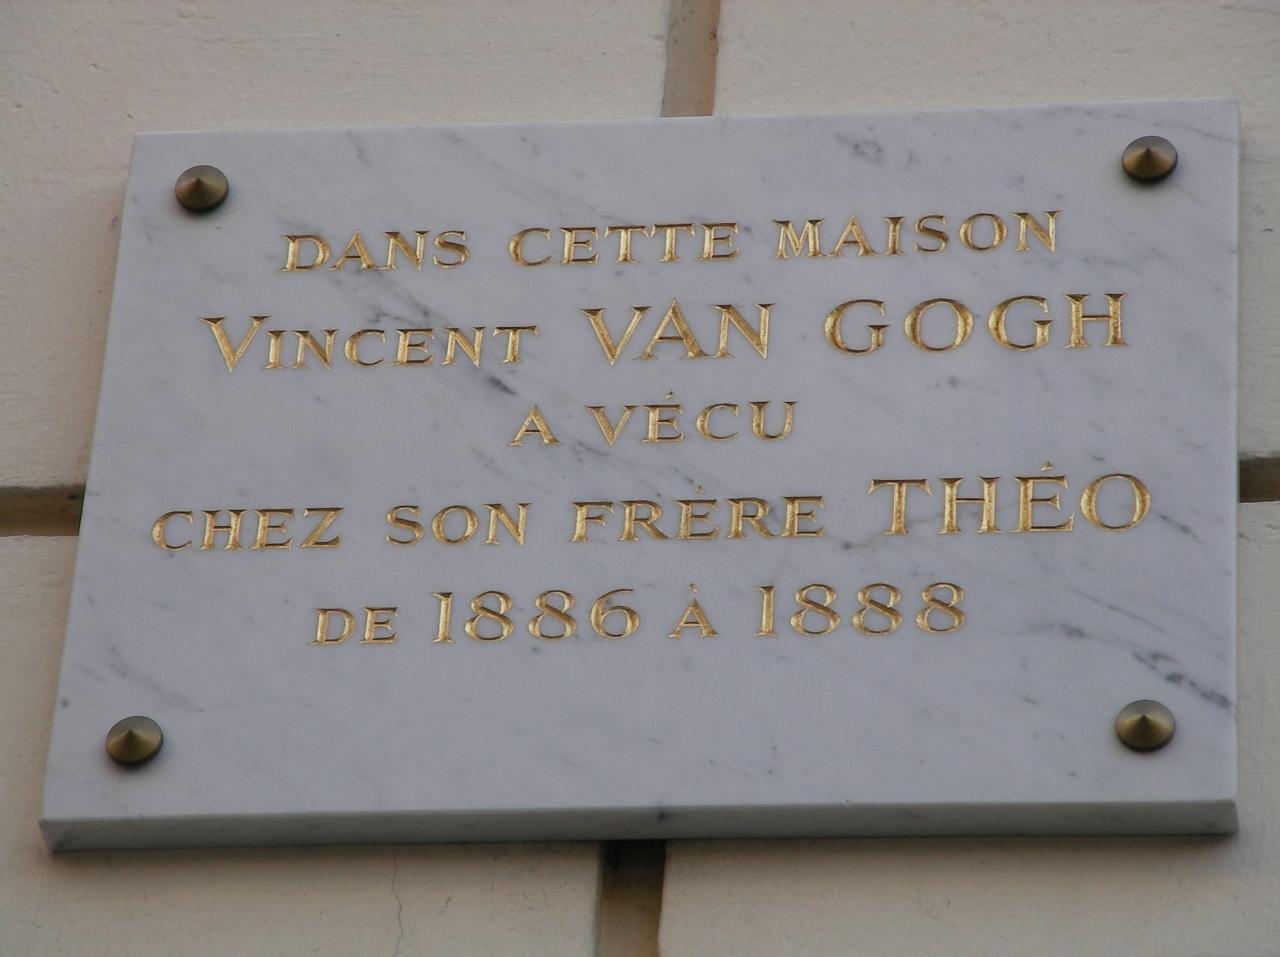 DANS CETTE MAISON
VINCENT VAN GOGH
A VÉCU
CHEZ SON FRÈRE THÉO
DE 1886 À 1888